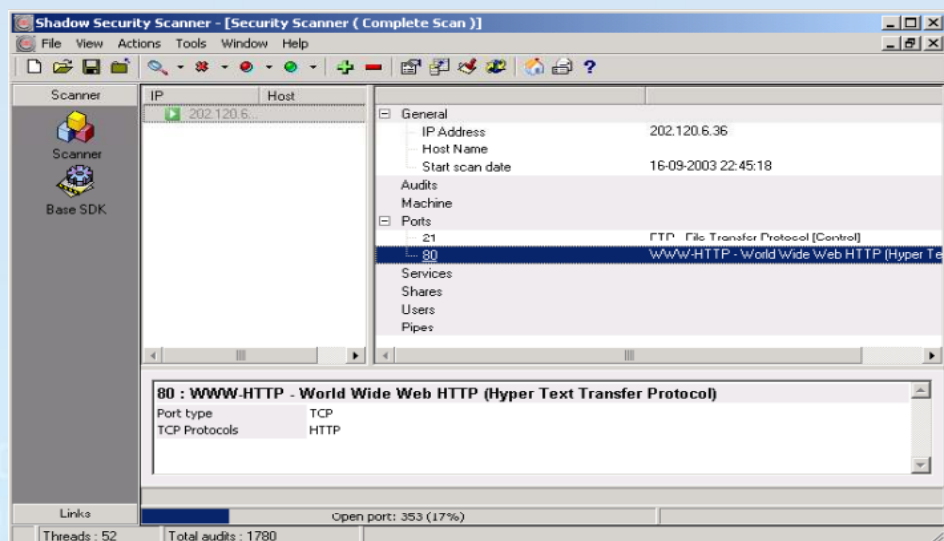 Shadow Security Scanner - [Security Scanner ( Complete Scan )]
File View Actions Tools Window Help
Scanner
Scanner
Base SDK
Links
IP Host
202.120.6...
General
IP Address 202.120.6.36
Host Name
Start scan date 16-09-2003 22:45:18
Audits
Machine
Ports
21 FTP - File Transfer Protocol [Control]
80 WWW-HTTP - World Wide Web HTTP (Hyper Te
Services
Shares
Users
Pipes
80 : WWW-HTTP - World Wide Web HTTP (Hyper Text Transfer Protocol)
Port type TCP
TCP Protocols HTTP
Open port: 353 (17%)
Threads : 52 Total audits : 1780